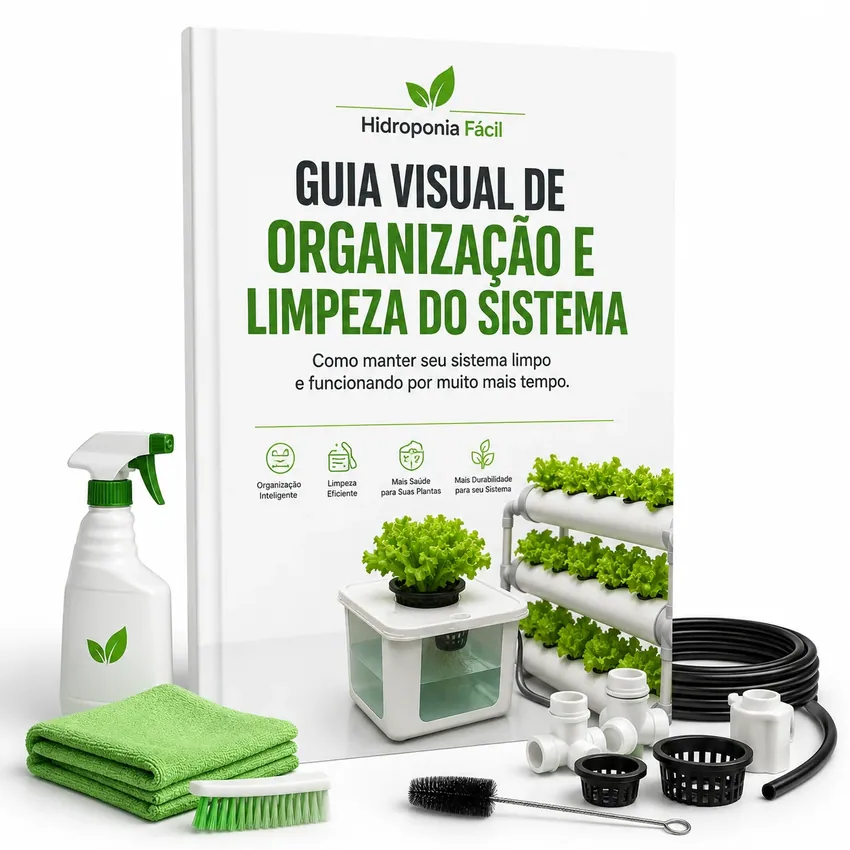 Hidroponia Fácil
GUIA VISUAL DE
ORGANIZAÇÃO E
LIMPEZA DO SISTEMA
Como manter seu sistema limpo
e funcionando por muito mais tempo.
Organização
Inteligente
Limpeza
Eficiente
Mais Saúde
para Suas Plantas
Mais Durabilidade
para seu Sistema